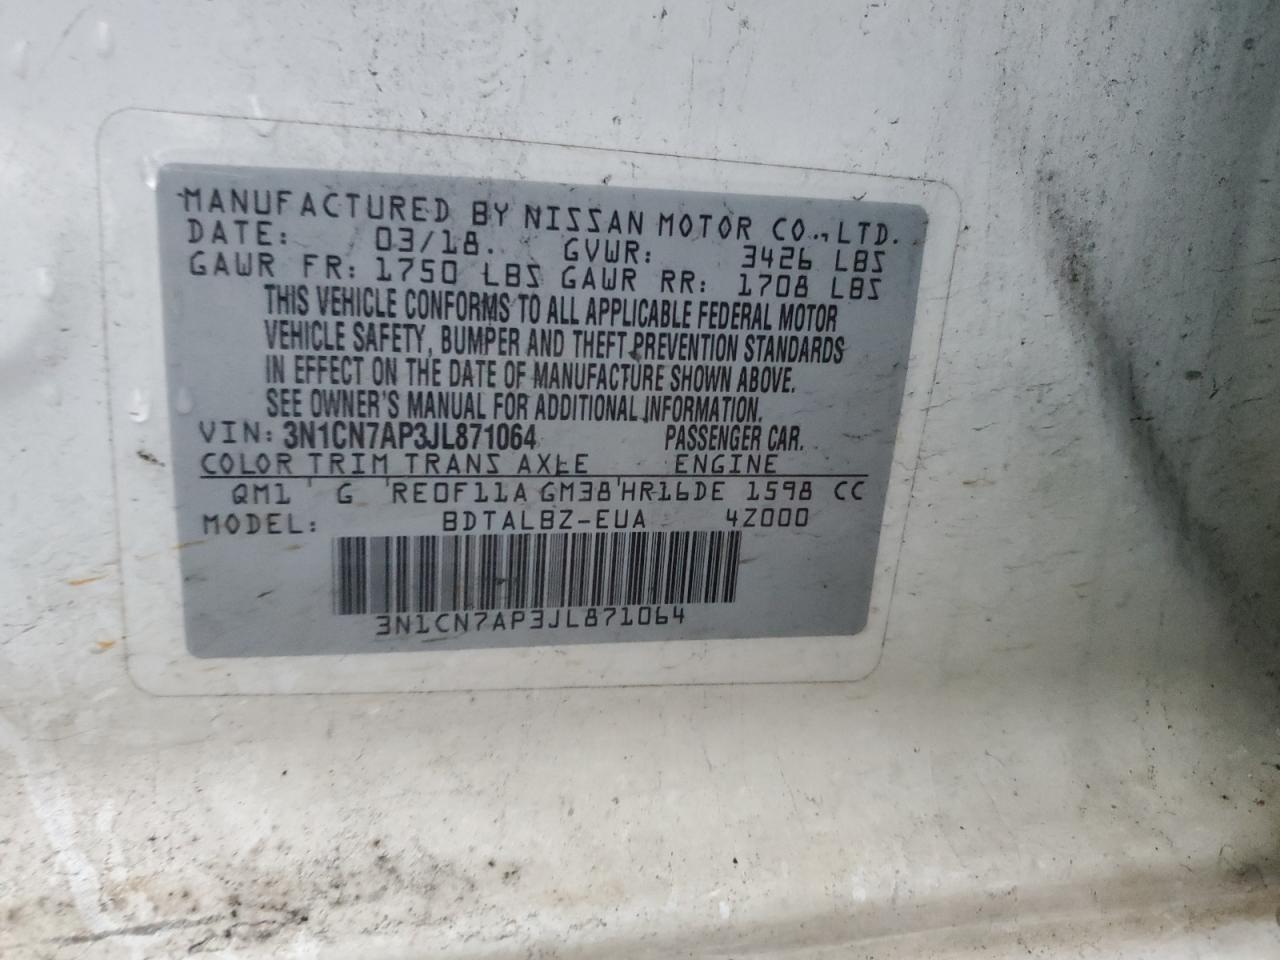 MANUFACTURED BY NISSAN MOTOR CO., LTD.
DATE: 03/18 GVWR: 3426 LBS
GAWR FR: 1750 LBS GAWR RR: 1708 LBS
THIS VEHICLE CONFORMS TO ALL APPLICABLE FEDERAL MOTOR
VEHICLE SAFETY, BUMPER AND THEFT PREVENTION STANDARDS
IN EFFECT ON THE DATE OF MANUFACTURE SHOWN ABOVE.
SEE OWNER'S MANUAL FOR ADDITIONAL INFORMATION.
VIN: 3N1CN7AP3JL871064 PASSENGER CAR.
COLOR TRIM TRANS AXLE ENGINE
QM1 G RE0F11A GM38 HR16DE 1598 CC
MODEL: BDTALBZ-EUA 4Z000
3N1CN7AP3JL871064